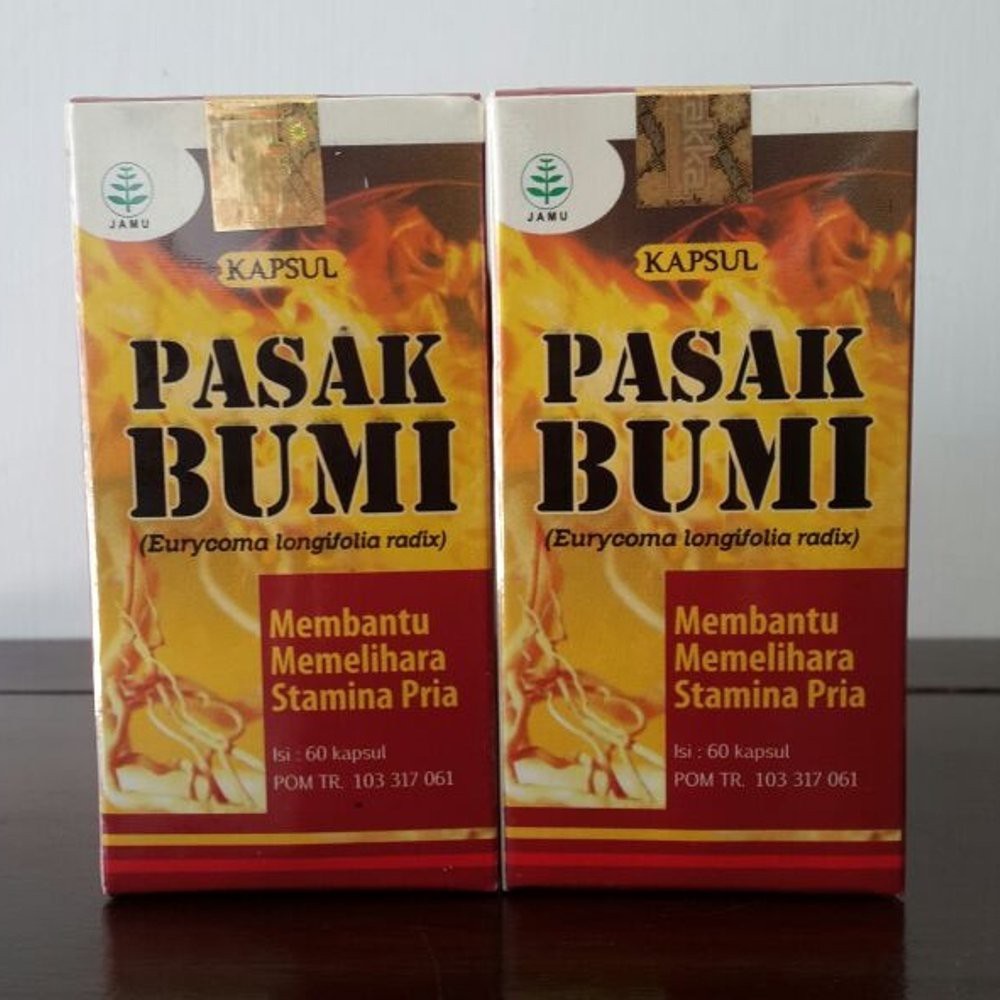 JAMU
KAPSUL
PASAK
BUMI
(Eurycoma longifolia radix)
Membantu
Memelihara
Stamina Pria
Isi : 60 kapsul
POM TR. 103 317 061
JAMU
KAPSUL
PASAK
BUMI
(Eurycoma longifolia radix)
Membantu
Memelihara
Stamina Pria
Isi : 60 kapsul
POM TR. 103 317 061